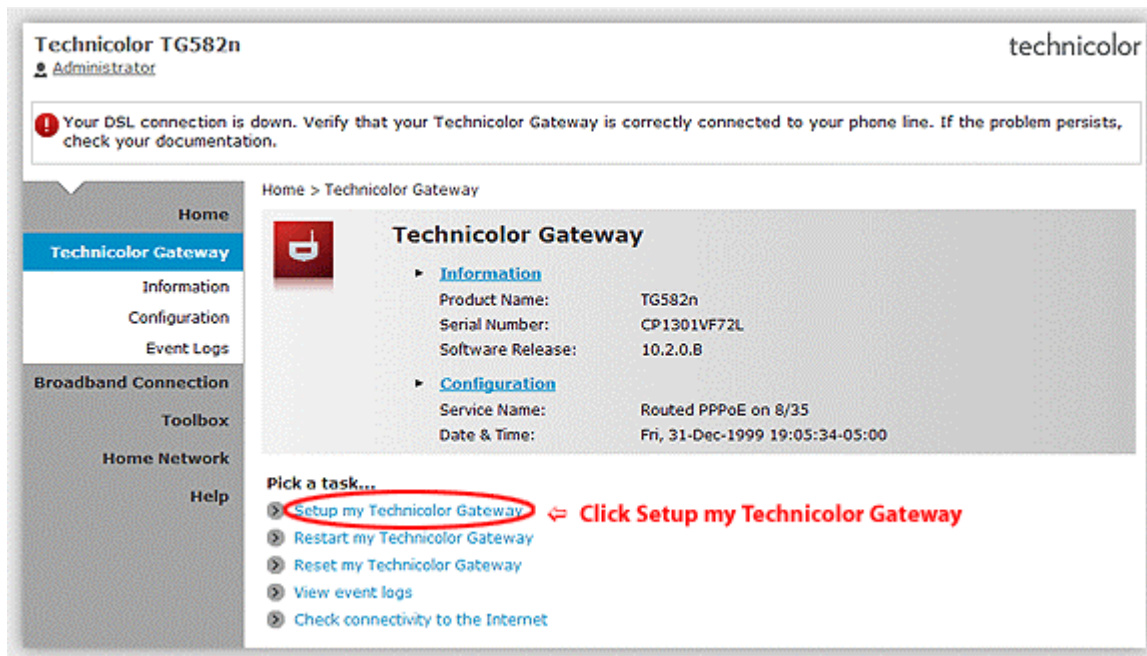 Technicolor TG582n
technicolor
Administrator
Your DSL connection is down. Verify that your Technicolor Gateway is correctly connected to your phone line. If the problem persists,
check your documentation.
Home > Technicolor Gateway
Home
Technicolor Gateway
Information
Configuration
Event Logs
Broadband Connection
Toolbox
Home Network
Help
Technicolor Gateway
Information
Product Name: TG582n
Serial Number: CP1301VF72L
Software Release: 10.2.0.B
Configuration
Service Name: Routed PPPoE on 8/35
Date & Time: Fri, 31-Dec-1999 19:05:34-05:00
Pick a task...
Setup my Technicolor Gateway ⇦ Click Setup my Technicolor Gateway
Restart my Technicolor Gateway
Reset my Technicolor Gateway
View event logs
Check connectivity to the Internet